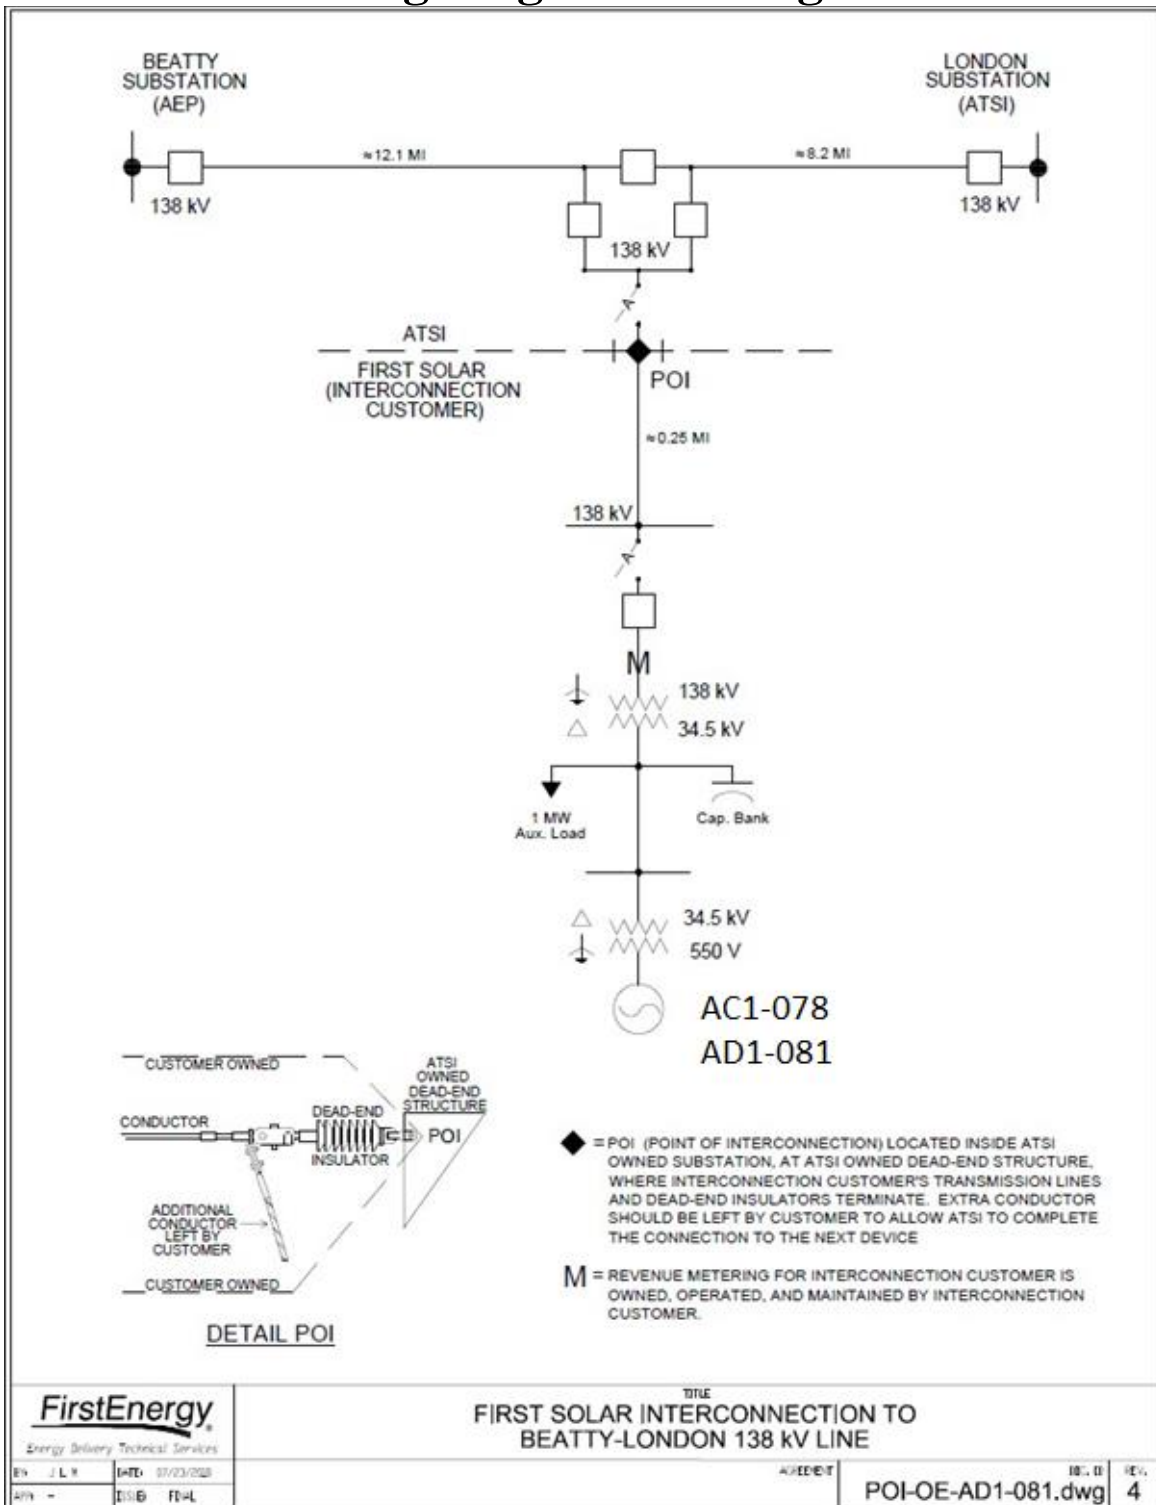 BEATTY
SUBSTATION
(AEP)
LONDON
SUBSTATION
(ATSI)
≈12.1 MI
≈8.2 MI
138 kV
138 kV
138 kV
A
ATSI
FIRST SOLAR
(INTERCONNECTION
CUSTOMER)
POI
≈0.25 MI
138 kV
A
M
138 kV
34.5 kV
1 MW
Aux. Load
Cap. Bank
34.5 kV
550 V
AC1-078
AD1-081
CUSTOMER OWNED
ATSI
OWNED
DEAD-END
STRUCTURE
CONDUCTOR
DEAD-END
INSULATOR
POI
ADDITIONAL
CONDUCTOR
LEFT BY
CUSTOMER
CUSTOMER OWNED
DETAIL POI
= POI (POINT OF INTERCONNECTION) LOCATED INSIDE ATSI
OWNED SUBSTATION, AT ATSI OWNED DEAD-END STRUCTURE,
WHERE INTERCONNECTION CUSTOMER'S TRANSMISSION LINES
AND DEAD-END INSULATORS TERMINATE. EXTRA CONDUCTOR
SHOULD BE LEFT BY CUSTOMER TO ALLOW ATSI TO COMPLETE
THE CONNECTION TO THE NEXT DEVICE
M = REVENUE METERING FOR INTERCONNECTION CUSTOMER IS
OWNED, OPERATED, AND MAINTAINED BY INTERCONNECTION
CUSTOMER.
FirstEnergy
Energy Delivery Technical Services
TITLE
FIRST SOLAR INTERCONNECTION TO
BEATTY-LONDON 138 kV LINE
DATE:
FINAL
AGREEMENT
REV.
POI-OE-AD1-081.dwg
4